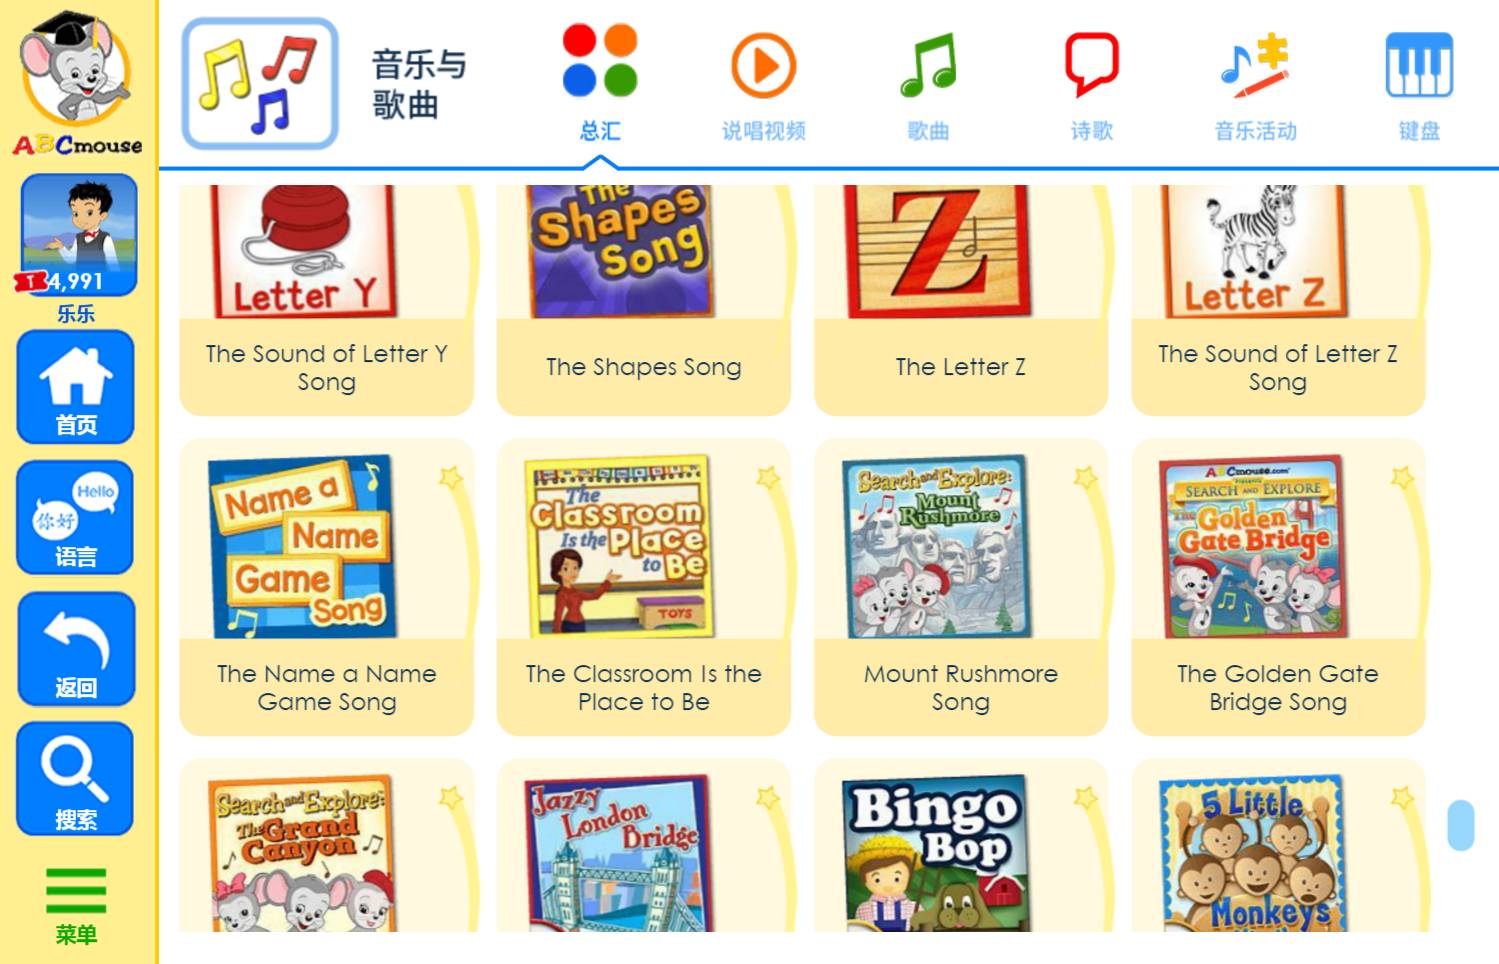 ABCmouse
T 4,991
乐乐
首页
Hello
你好
语言
返回
搜索
菜单
音乐与
歌曲
总汇
说唱视频
歌曲
诗歌
音乐活动
键盘
Letter Y
The Sound of Letter Y
Song
The
Shapes
Song
The Shapes Song
Z
The Letter Z
Letter Z
The Sound of Letter Z
Song
Name a
Name
Game
Song
The Name a Name
Game Song
The
Classroom
Is the Place
to Be
TOYS
The Classroom Is the
Place to Be
Search and Explore:
Mount
Rushmore
Mount Rushmore
Song
ABCmouse.com
Presents
SEARCH AND EXPLORE
The
Golden
Gate Bridge
The Golden Gate
Bridge Song
Search and Explore:
The Grand
Canyon
Jazzy
London
Bridge
Bingo
Bop
5 Little
Monkeys